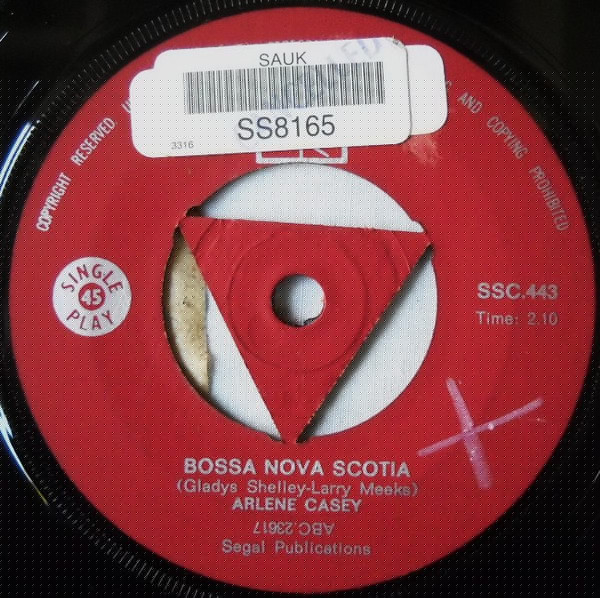 SAUK
SS8165
3316
COPYRIGHT RESERVED.
AND COPYING PROHIBITED
SINGLE
45
PLAY
SSC.443
Time: 2.10
BOSSA NOVA SCOTIA
(Gladys Shelley-Larry Meeks)
ARLENE CASEY
ABC.23617
Segal Publications